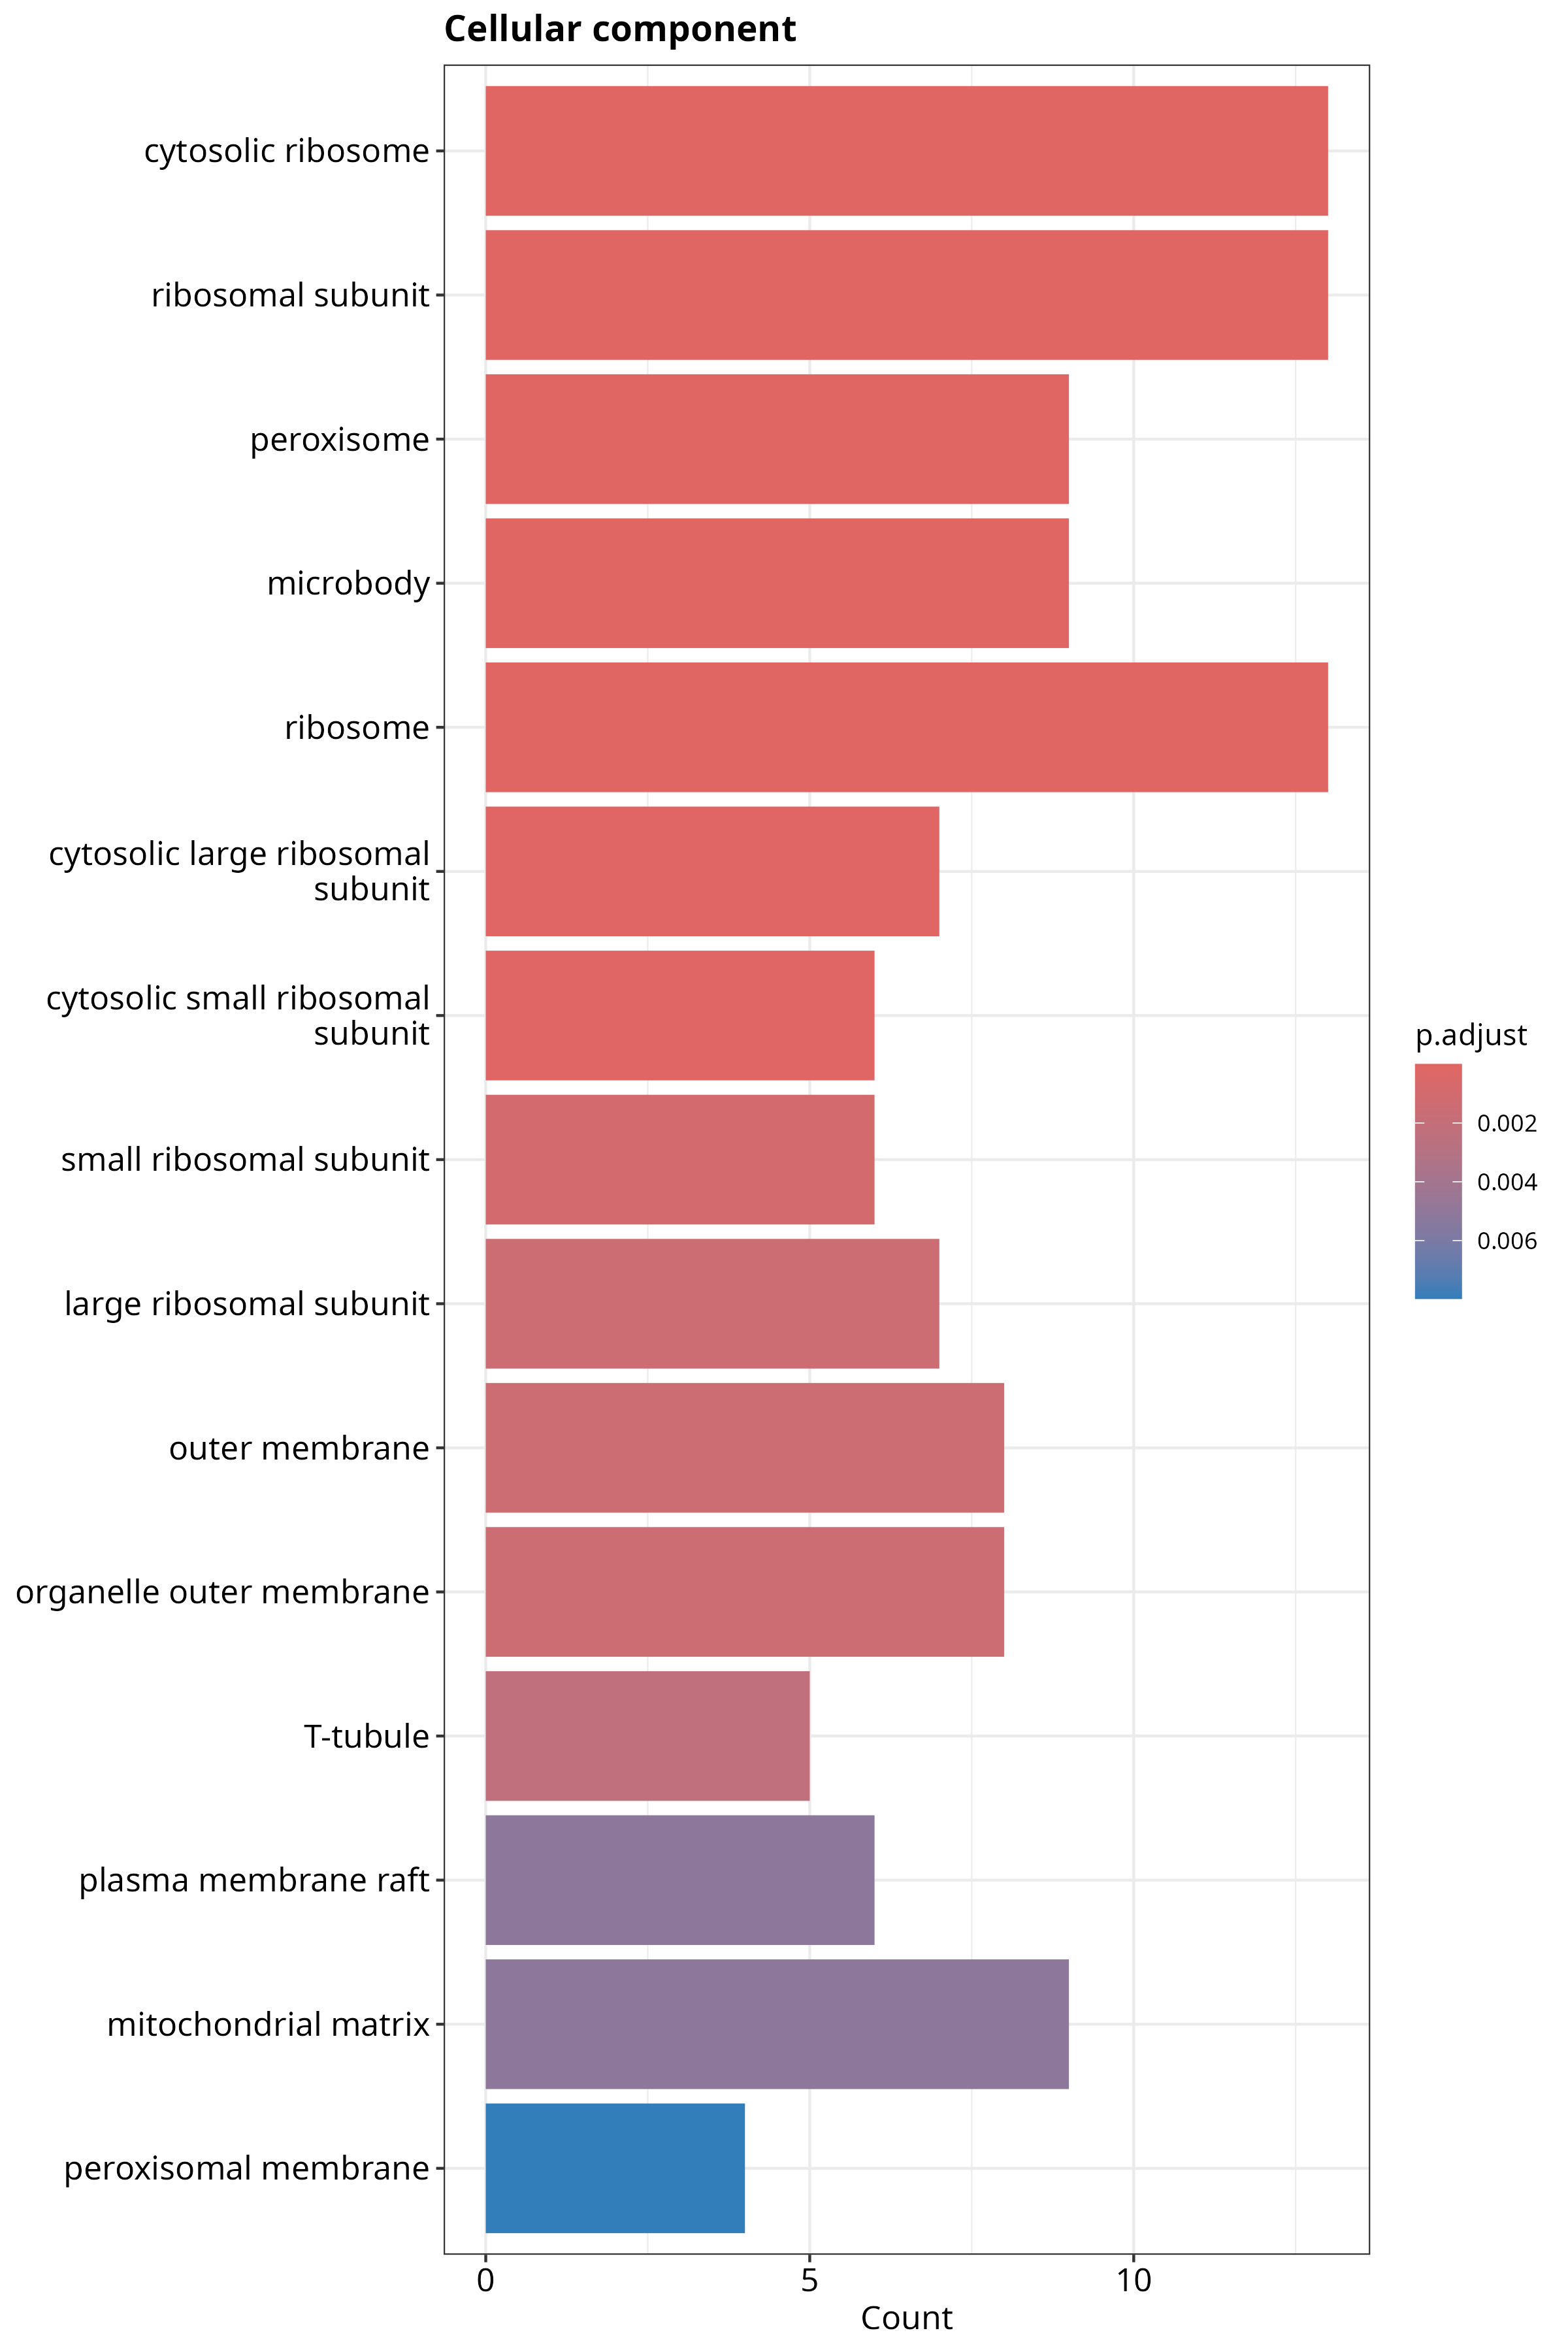 Cellular component
cytosolic ribosome
ribosomal subunit
peroxisome
microbody
ribosome
cytosolic large ribosomal
subunit
cytosolic small ribosomal
subunit
small ribosomal subunit
large ribosomal subunit
outer membrane
organelle outer membrane
T-tubule
plasma membrane raft
mitochondrial matrix
peroxisomal membrane
0 5 10
Count
p.adjust
0.002
0.004
0.006